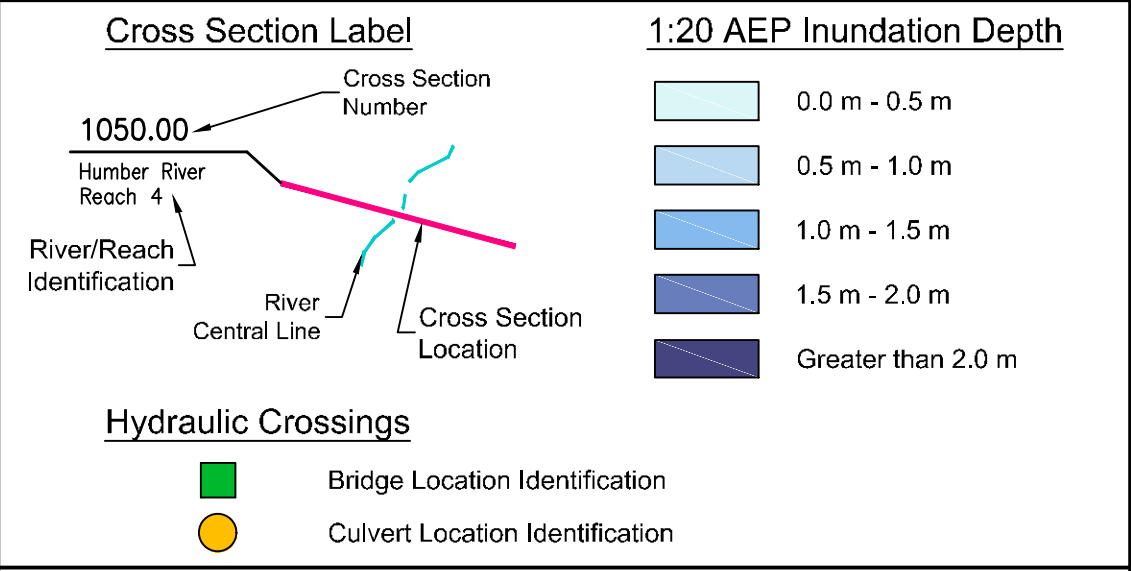 Cross Section Label
Cross Section
Number
1050.00
Humber River
Reach 4
River/Reach
Identification
River
Central Line
Cross Section
Location
1:20 AEP Inundation Depth
0.0 m - 0.5 m
0.5 m - 1.0 m
1.0 m - 1.5 m
1.5 m - 2.0 m
Greater than 2.0 m
Hydraulic Crossings
Bridge Location Identification
Culvert Location Identification